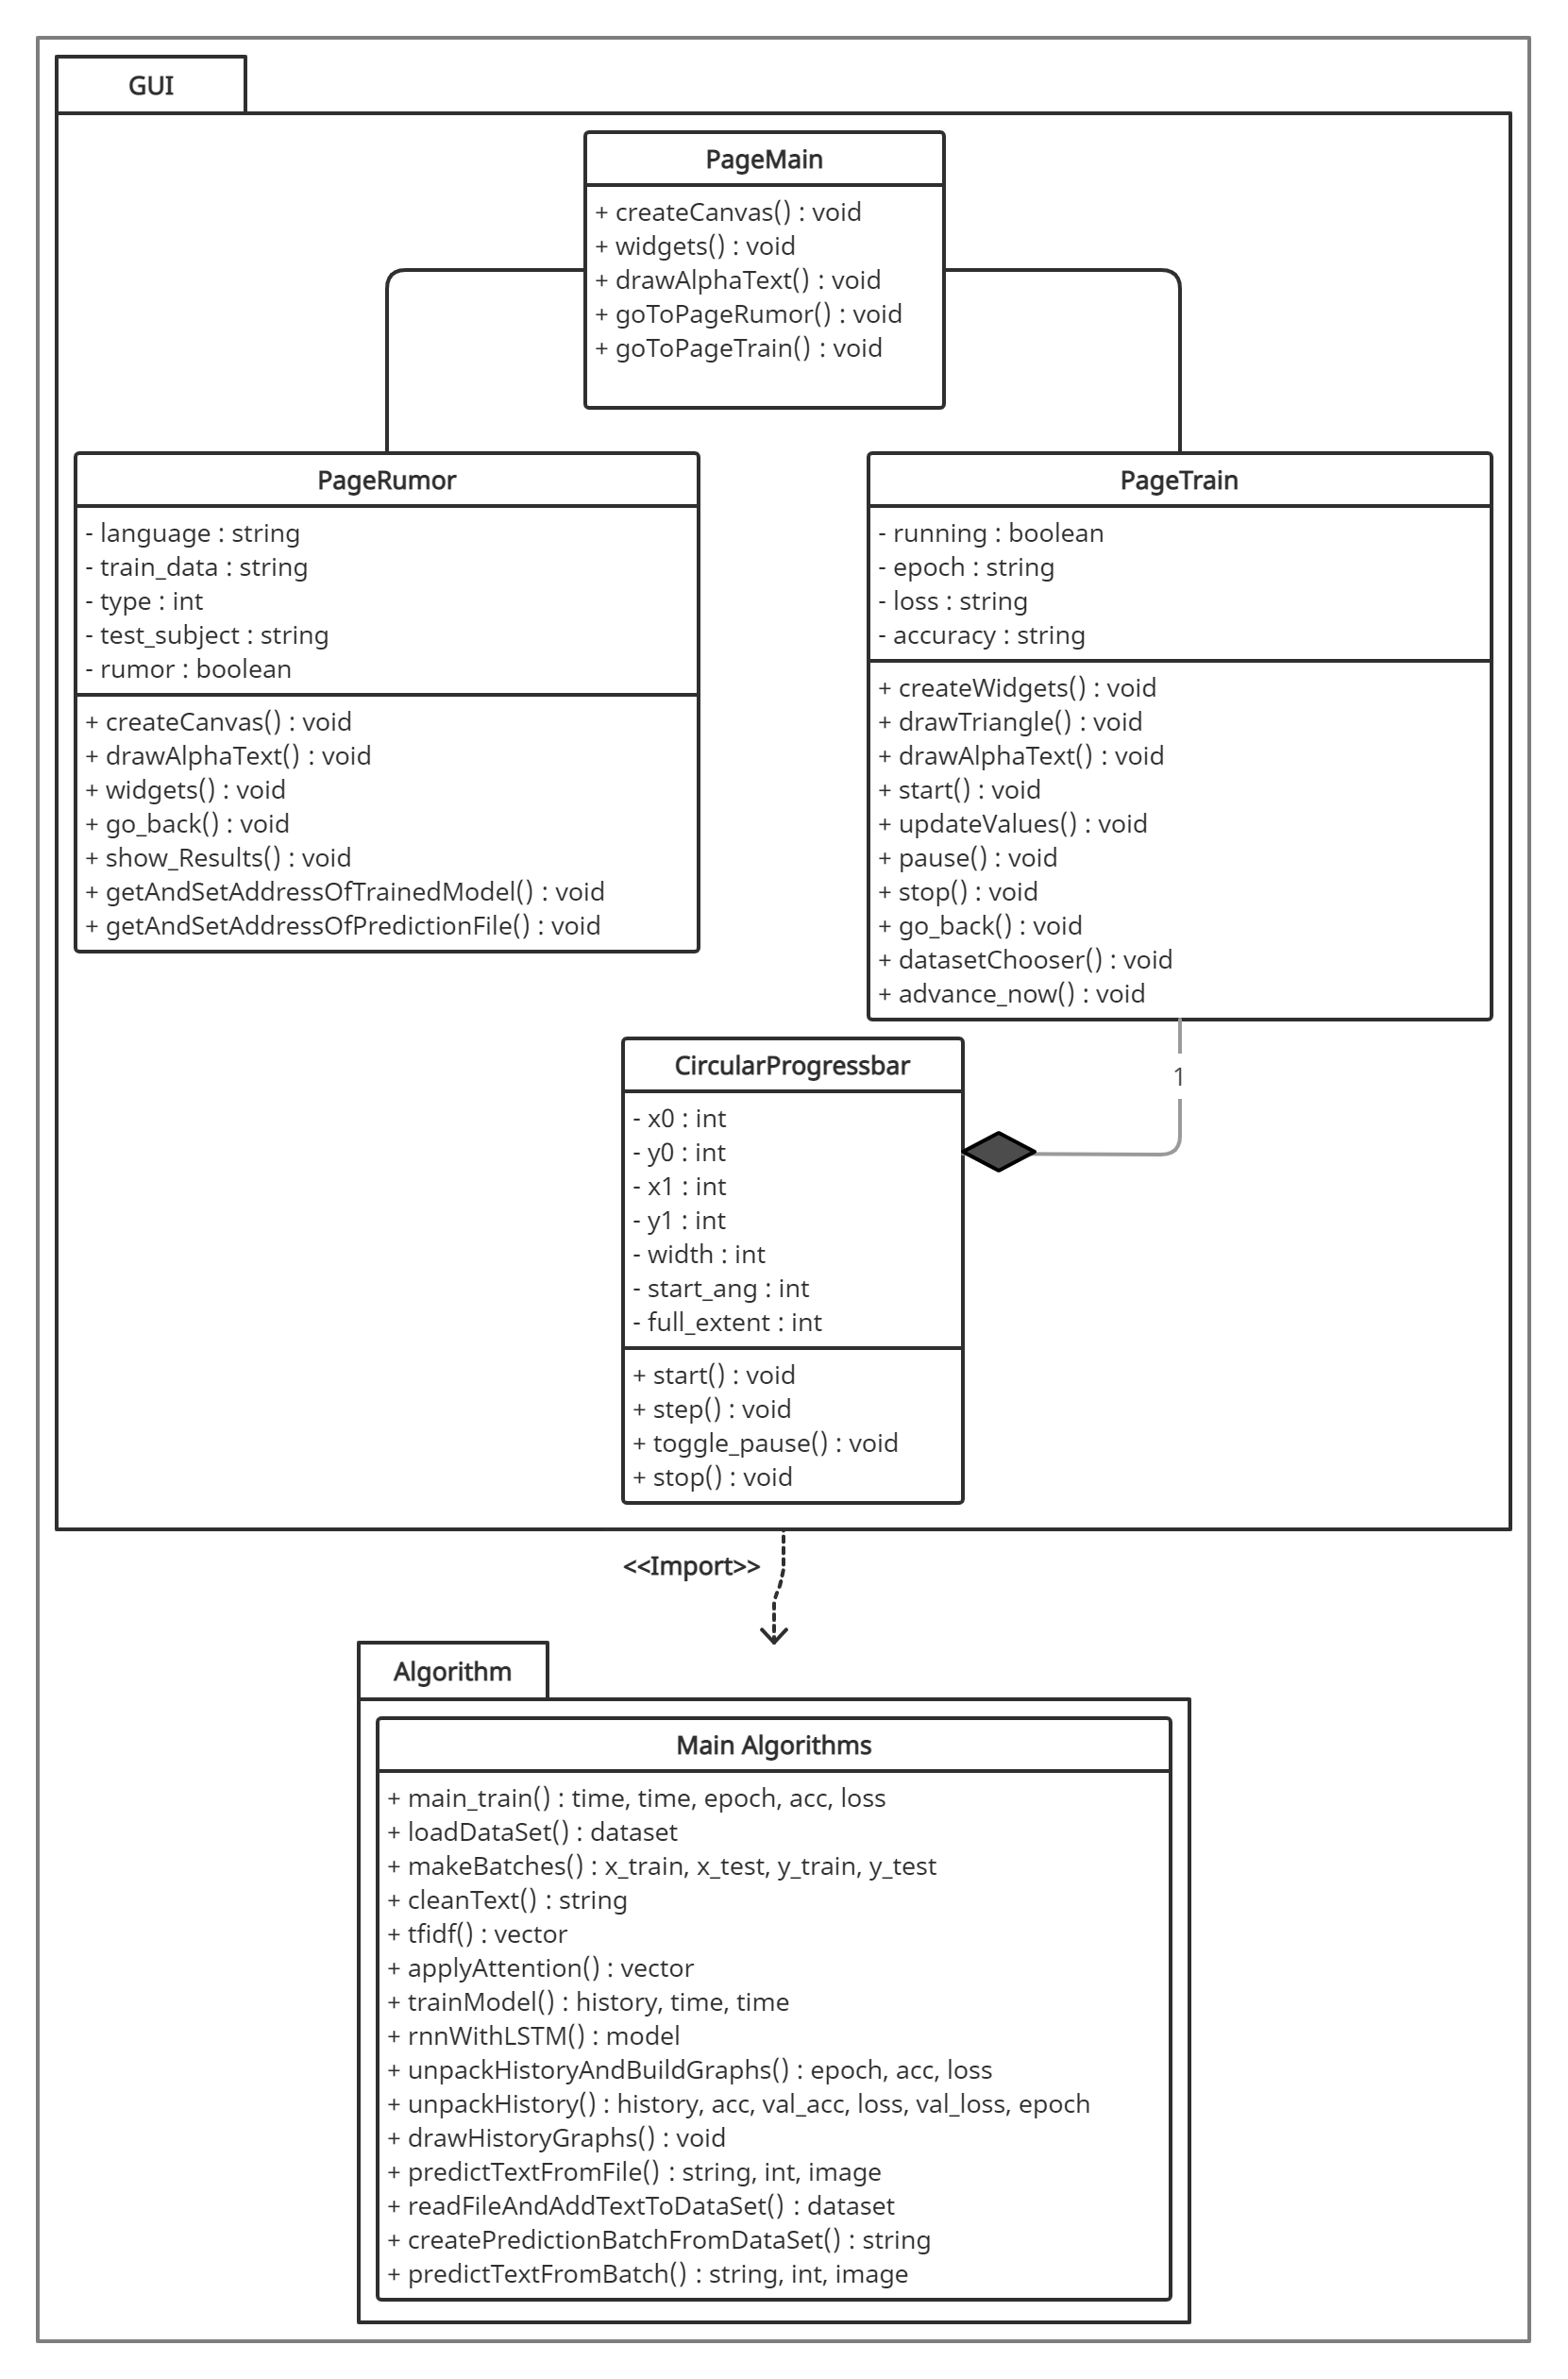 GUI
PageMain
+ createCanvas() : void
+ widgets() : void
+ drawAlphaText() : void
+ goToPageRumor() : void
+ goToPageTrain() : void
PageRumor
- language : string
- train_data : string
- type : int
- test_subject : string
- rumor : boolean
+ createCanvas() : void
+ drawAlphaText() : void
+ widgets() : void
+ go_back() : void
+ show_Results() : void
+ getAndSetAddressOfTrainedModel() : void
+ getAndSetAddressOfPredictionFile() : void
PageTrain
- running : boolean
- epoch : string
- loss : string
- accuracy : string
+ createWidgets() : void
+ drawTriangle() : void
+ drawAlphaText() : void
+ start() : void
+ updateValues() : void
+ pause() : void
+ stop() : void
+ go_back() : void
+ datasetChooser() : void
+ advance_now() : void
1
CircularProgressbar
- x0 : int
- y0 : int
- x1 : int
- y1 : int
- width : int
- start_ang : int
- full_extent : int
+ start() : void
+ step() : void
+ toggle_pause() : void
+ stop() : void
<<Import>>
Algorithm
Main Algorithms
+ main_train() : time, time, epoch, acc, loss
+ loadDataSet() : dataset
+ makeBatches() : x_train, x_test, y_train, y_test
+ cleanText() : string
+ tfidf() : vector
+ applyAttention() : vector
+ trainModel() : history, time, time
+ rnnWithLSTM() : model
+ unpackHistoryAndBuildGraphs() : epoch, acc, loss
+ unpackHistory() : history, acc, val_acc, loss, val_loss, epoch
+ drawHistoryGraphs() : void
+ predictTextFromFile() : string, int, image
+ readFileAndAddTextToDataSet() : dataset
+ createPredictionBatchFromDataSet() : string
+ predictTextFromBatch() : string, int, image